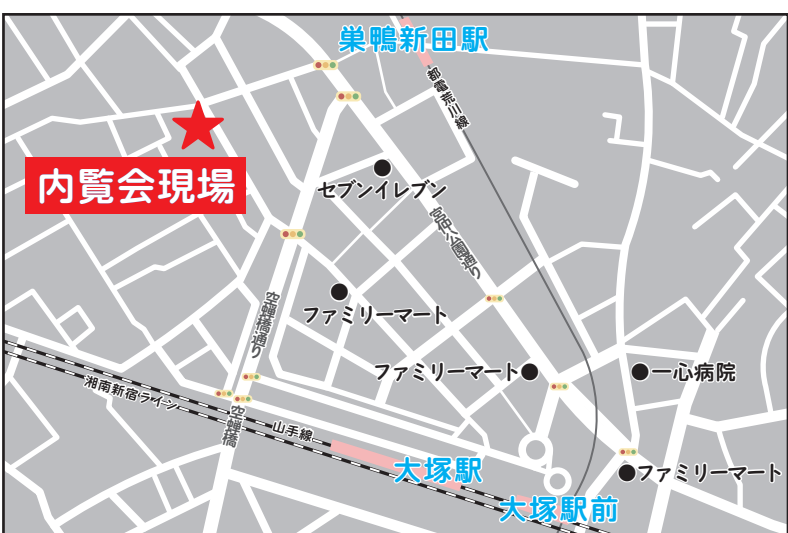 巣鴨新田駅
都電荒川線
内覧会現場
セブンイレブン
宮仲公園通り
空蝉橋通り
ファミリーマート
ファミリーマート
一心病院
湘南新宿ライン
空蝉橋
山手線
大塚駅
ファミリーマート
大塚駅前